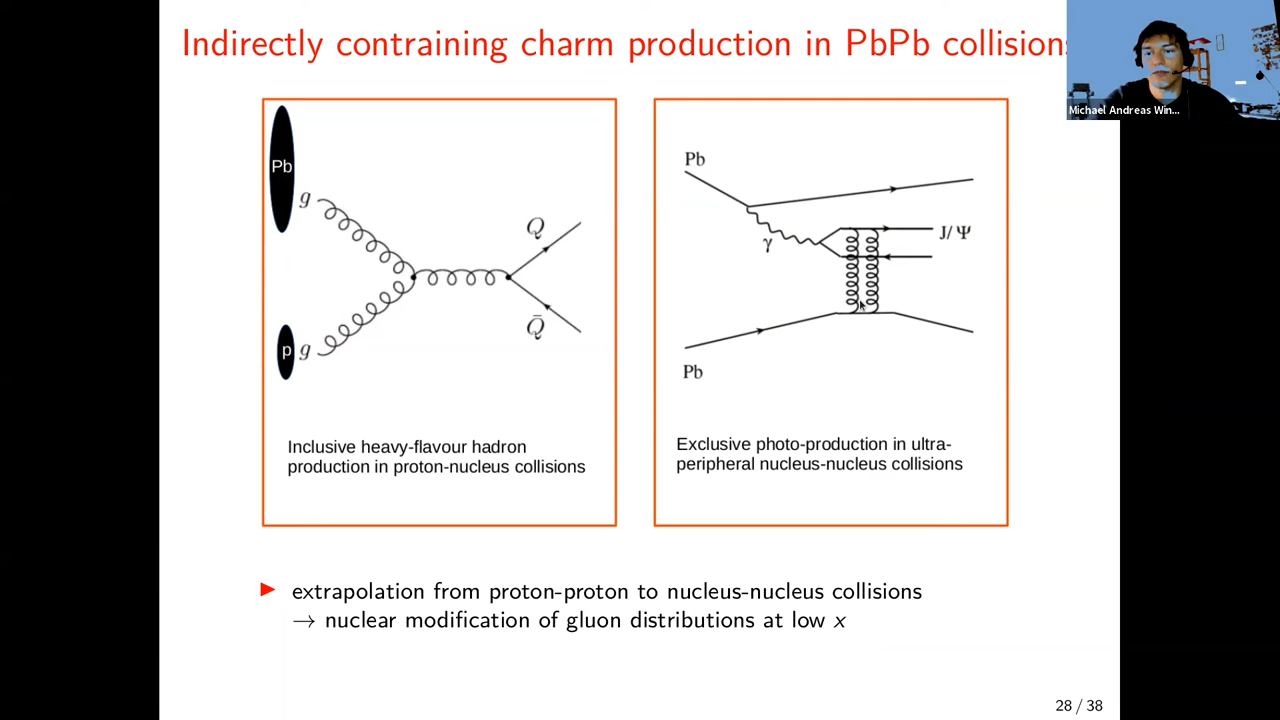 Indirectly contraining charm production in PbPb collisions
Michael Andreas Win...
Pb
g
p
g
Q
Q̄
Inclusive heavy-flavour hadron
production in proton-nucleus collisions
Pb
γ
J/Ψ
Pb
Exclusive photo-production in ultra-
peripheral nucleus-nucleus collisions
▶ extrapolation from proton-proton to nucleus-nucleus collisions
→ nuclear modification of gluon distributions at low x
28 / 38